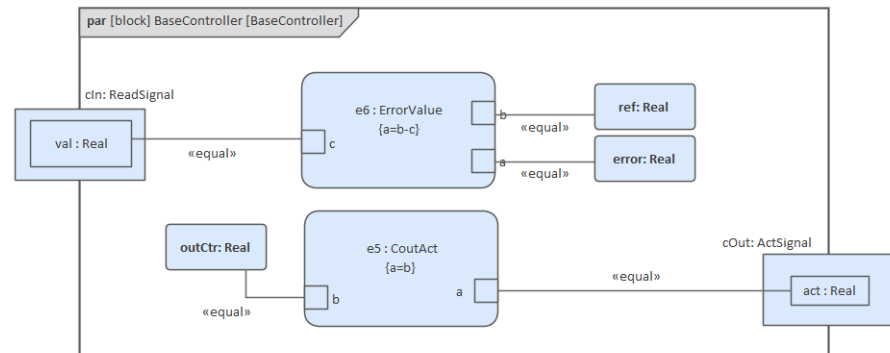 par [block] BaseController [BaseController]
cIn: ReadSignal
val : Real
«equal»
c
e6 : ErrorValue
{a=b-c}
b
«equal»
ref: Real
a
«equal»
error: Real
outCtr: Real
«equal»
b
e5 : CoutAct
{a=b}
a
«equal»
cOut: ActSignal
act : Real